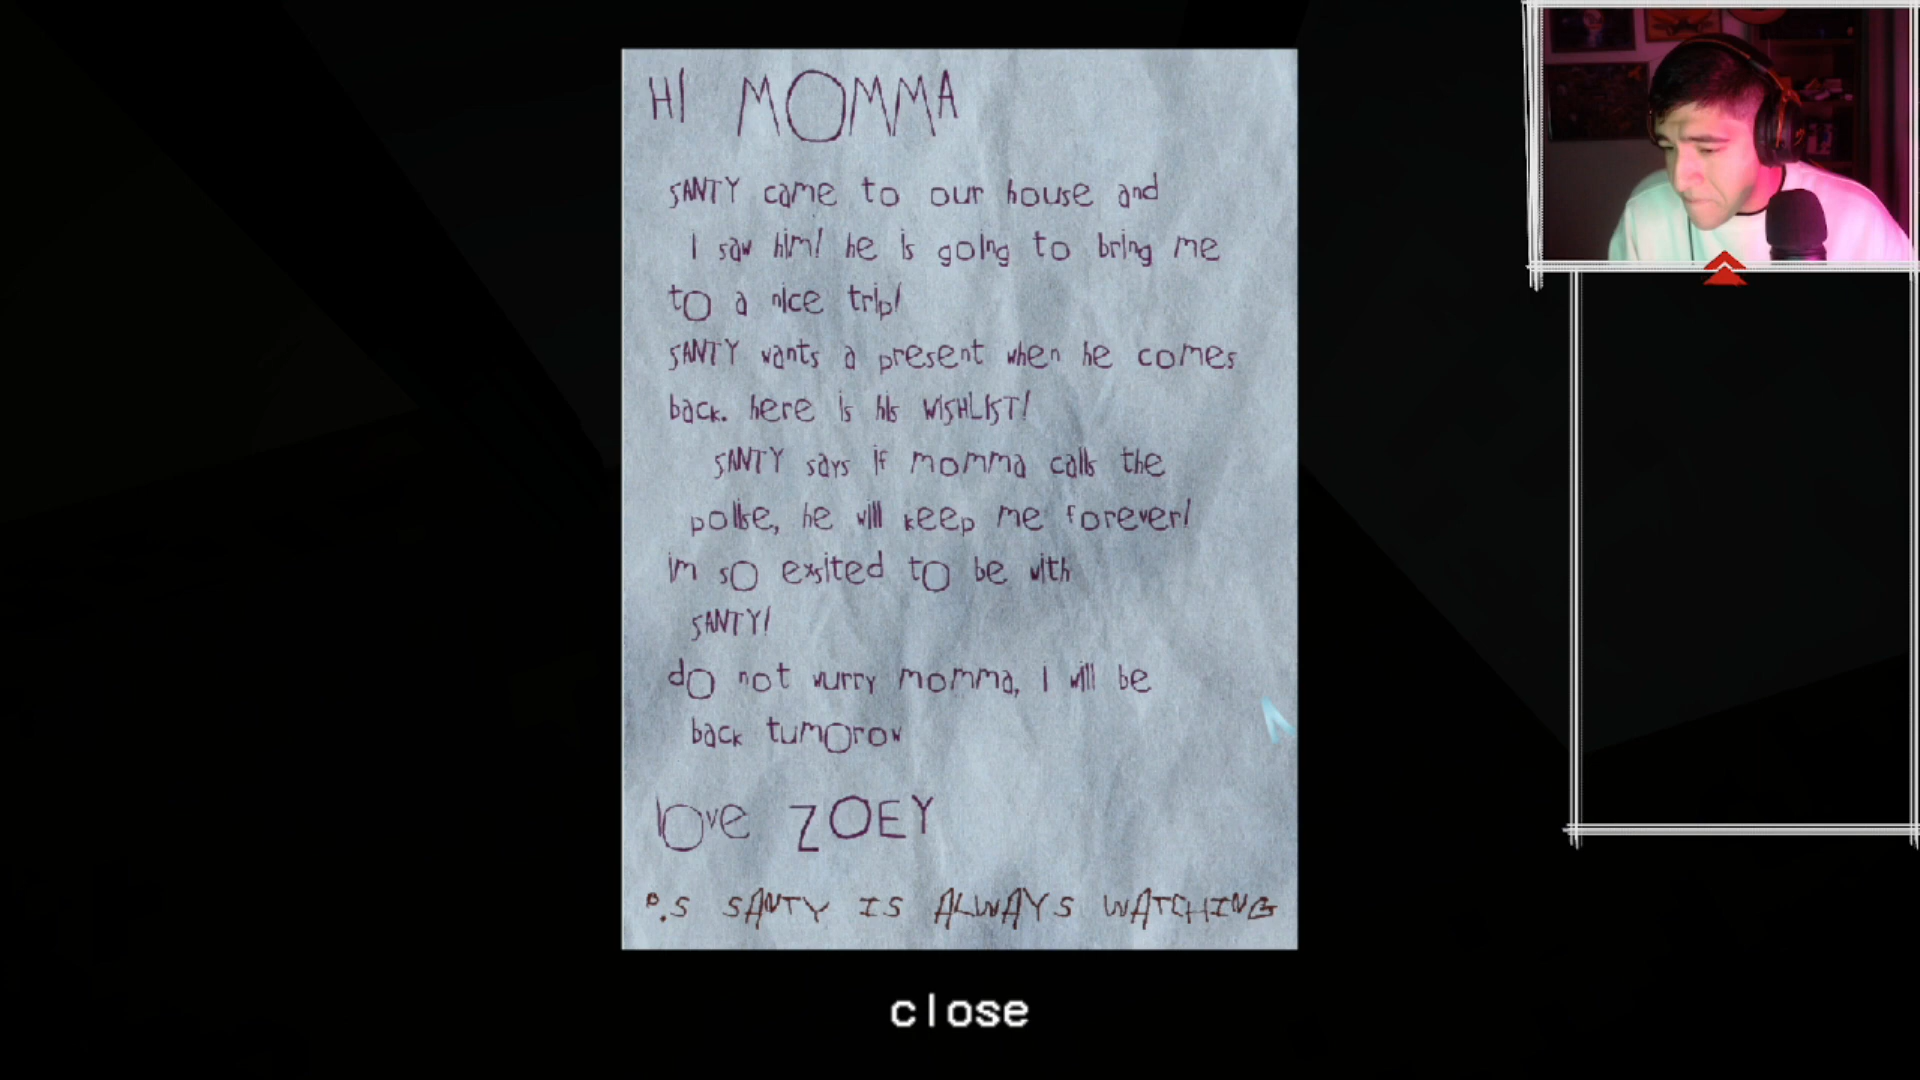 HI MOMMA
SANTY came to our house and
I saw him! he is going to bring me
to a nice trip!
SANTY wants a present when he comes
back. here is his WISHLIST!
SANTY says if momma calls the
polise, he will keep me forever!
im so exsited to be with
SANTY!
do not wurry momma, i will be
back tumorow
love ZOEY
P.S SANTY IS ALWAYS WATCHING
close